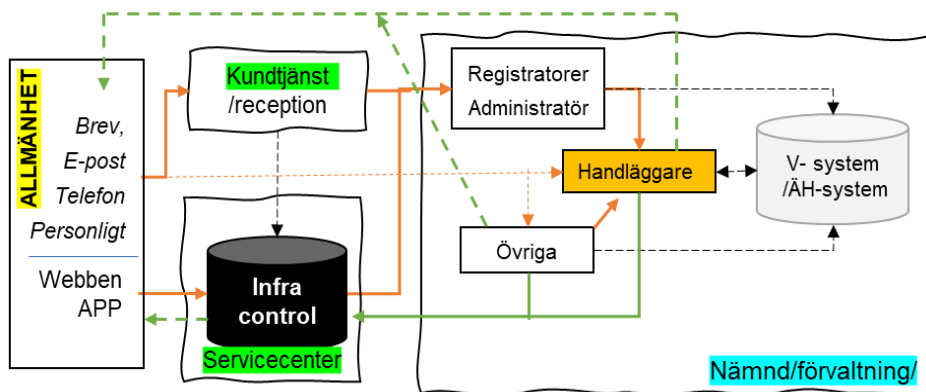 ALLMÄNHET
Brev,
E-post
Telefon
Personligt
Webben
APP
Kundtjänst
/reception
Infra
control
Servicecenter
Registratorer
Administratör
Handläggare
Övriga
V- system
/ÄH-system
Nämnd/förvaltning/